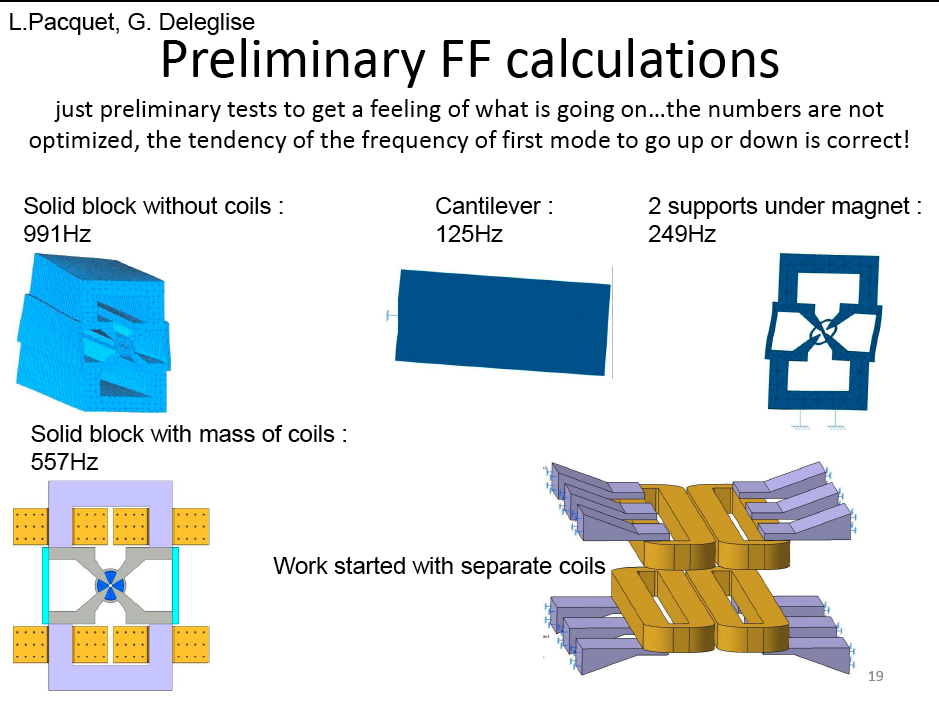 L.Pacquet, G. Deleglise
Preliminary FF calculations
just preliminary tests to get a feeling of what is going on…the numbers are not
optimized, the tendency of the frequency of first mode to go up or down is correct!
Solid block without coils :
991Hz
Cantilever :
125Hz
2 supports under magnet :
249Hz
Solid block with mass of coils :
557Hz
Work started with separate coils
19